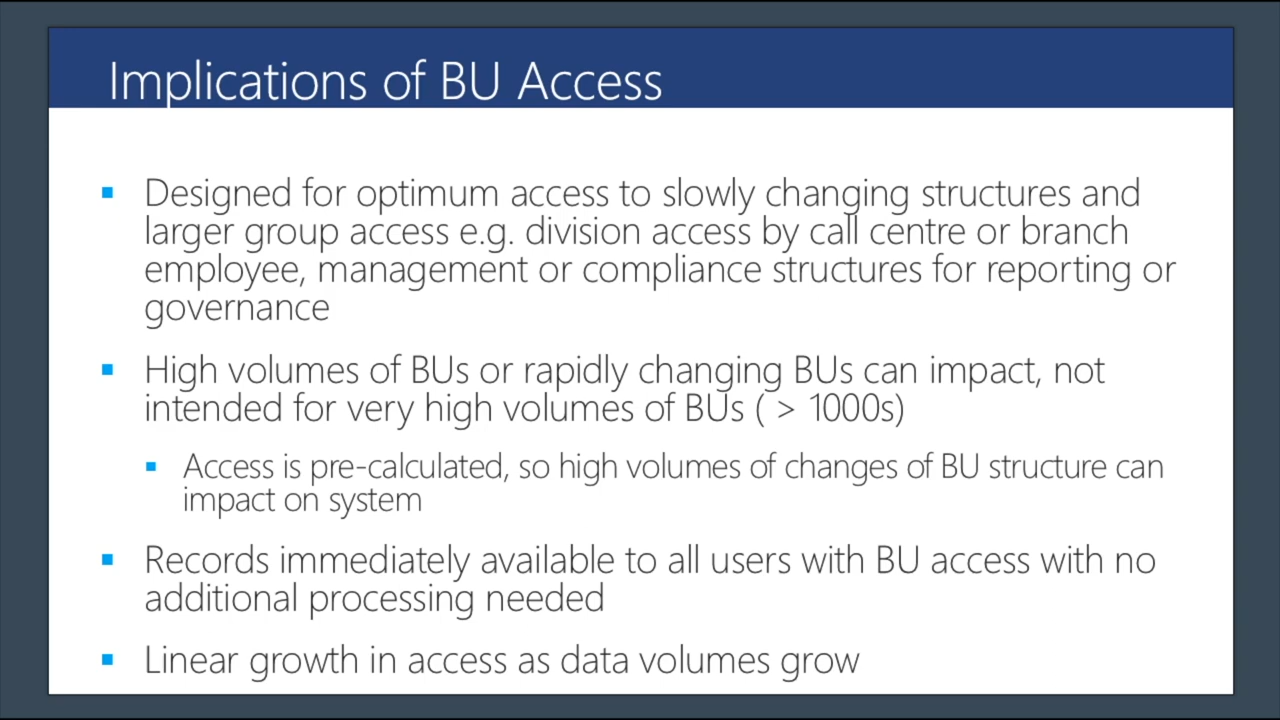 Implications of BU Access
Designed for optimum access to slowly changing structures and
larger group access e.g. division access by call centre or branch
employee, management or compliance structures for reporting or
governance
High volumes of BUs or rapidly changing BUs can impact, not
intended for very high volumes of BUs ( > 1000s)
Access is pre-calculated, so high volumes of changes of BU structure can
impact on system
Records immediately available to all users with BU access with no
additional processing needed
Linear growth in access as data volumes grow